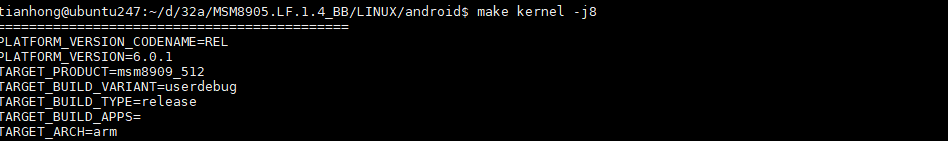 tianhong@ubuntu247:~/d/32a/MSM8905.LF.1.4_BB/LINUX/android$ make kernel -j8
============================================
PLATFORM_VERSION_CODENAME=REL
PLATFORM_VERSION=6.0.1
TARGET_PRODUCT=msm8909_512
TARGET_BUILD_VARIANT=userdebug
TARGET_BUILD_TYPE=release
TARGET_BUILD_APPS=
TARGET_ARCH=arm